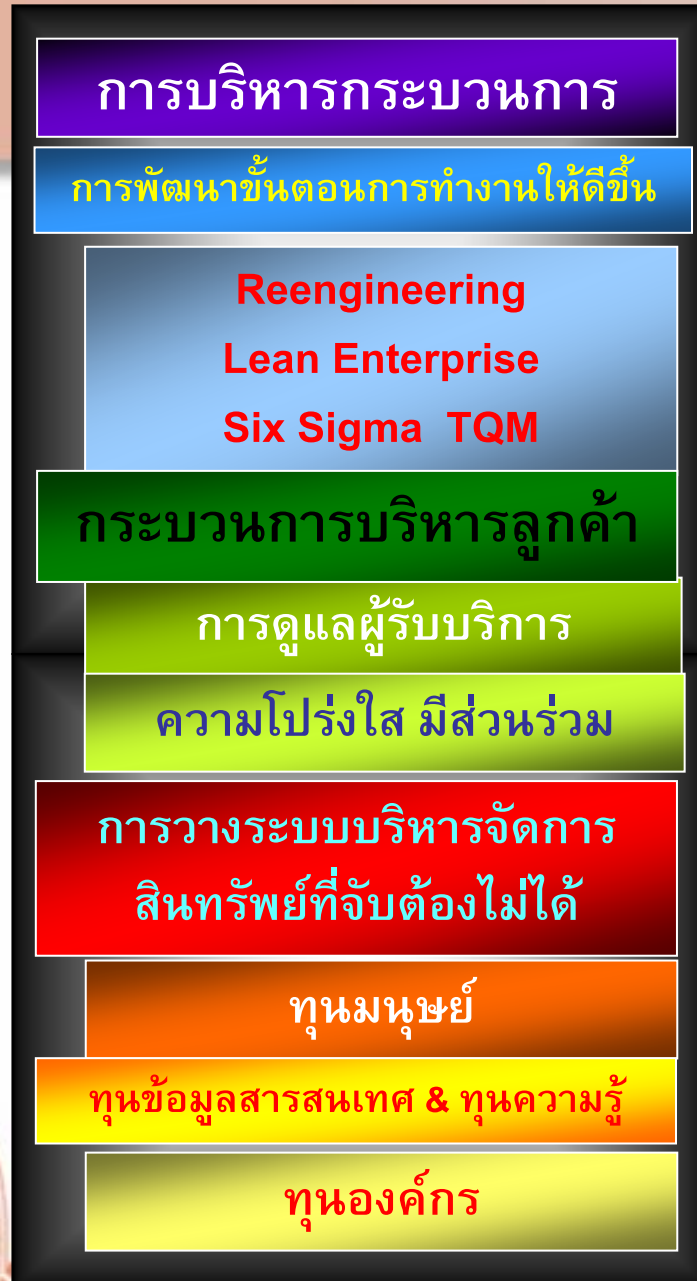 การบริหารกระบวนการ
การพัฒนาขั้นตอนการทำงานให้ดีขึ้น
Reengineering
Lean Enterprise
Six Sigma  TQM
กระบวนการบริหารลูกค้า
การดูแลผู้รับบริการ
ความโปร่งใส มีส่วนร่วม
การวางระบบบริหารจัดการ
สินทรัพย์ที่จับต้องไม่ได้
ทุนมนุษย์
ทุนข้อมูลสารสนเทศ & ทุนความรู้
ทุนองค์กร